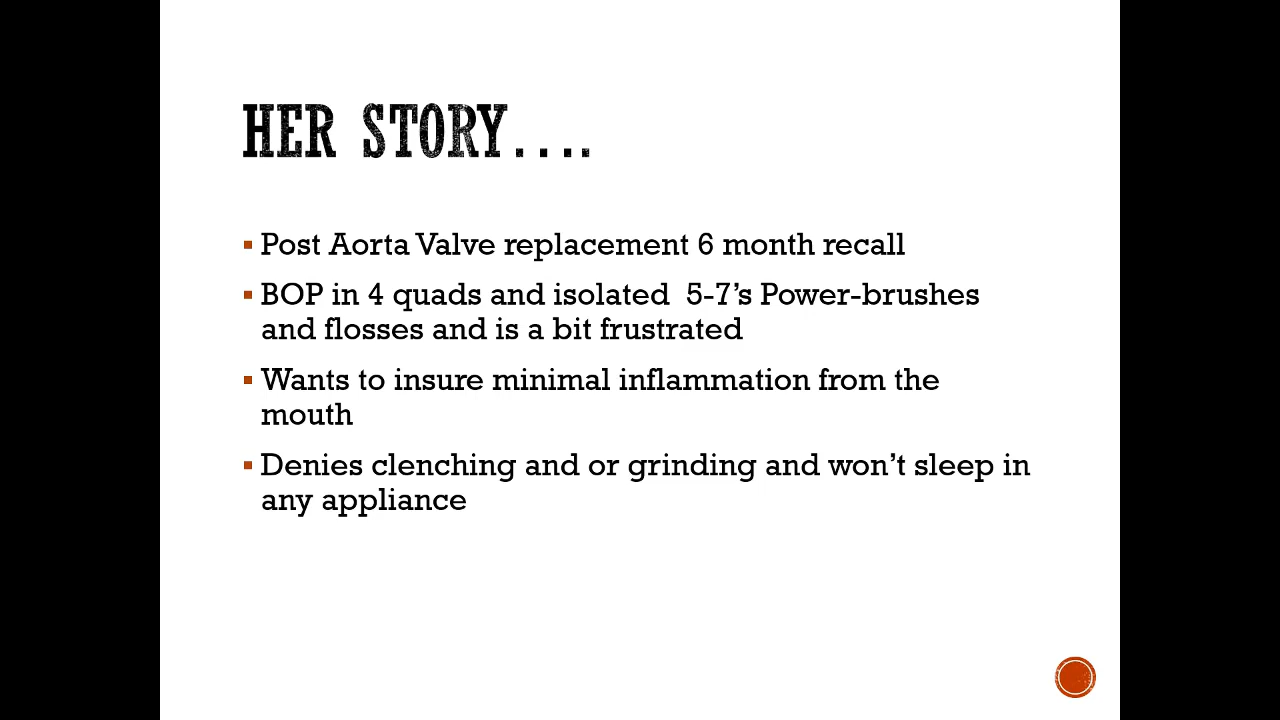 HER STORY....
Post Aorta Valve replacement 6 month recall
BOP in 4 quads and isolated  5-7’s Power-brushes
and flosses and is a bit frustrated
Wants to insure minimal inflammation from the
mouth
Denies clenching and or grinding and won’t sleep in
any appliance